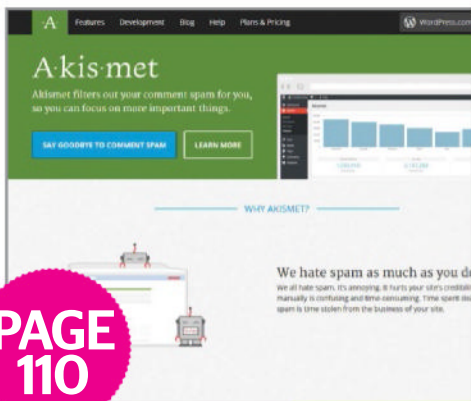 A Features Development Blog Help Plans & Pricing WordPress.com
A·kis·met
Akismet filters out your comment spam for you,
so you can focus on more important things.
SAY GOODBYE TO COMMENT SPAM LEARN MORE
WHY AKISMET?
We hate spam as much as you do
We all hate spam. It's annoying. It hurts your site's credibili
manually is confusing and time-consuming. Time spent
spam is time stolen from the business of your site.
PAGE
110